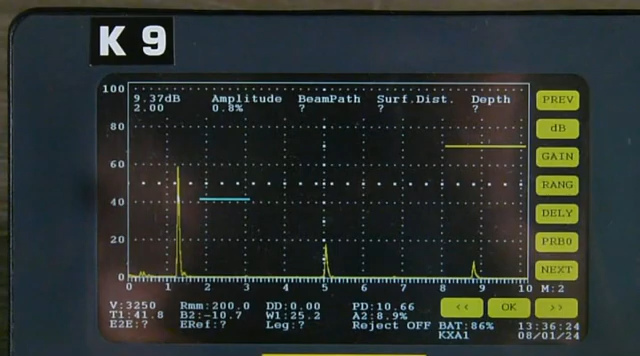 K 9
100
9.37dB Amplitude BeamPath Surf.Dist. Depth
2.00 0.8% ? ? ?
80
60
40
20
0
0 1 2 3 4 5 6 7 8 9 10 M:2
PREV
dB
GAIN
RANG
DELY
PRB0
NEXT
<< OK >>
V:3250 Rmm:200.0 DD:0.00 PD:10.66
T1:41.8 B2:-10.7 W1:25.2 A2:8.9% BAT:86% 13:36:24
E2E:? ERef:? Leg:? Reject OFF KXA1 08/01/24